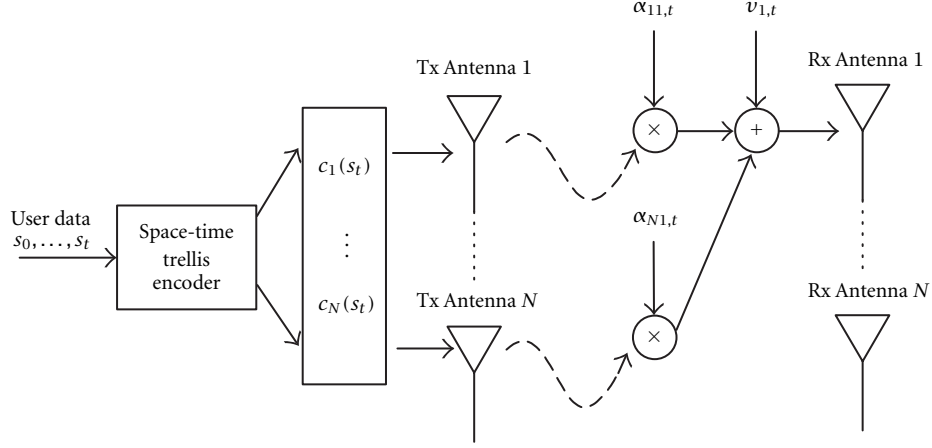 α11,t
υ1,t
Tx Antenna 1
Rx Antenna 1
×
+
c1(st)
User data
s0,...,st
Space-time
trellis
encoder
⋮
αN1,t
cN(st)
Tx Antenna N
Rx Antenna N
×